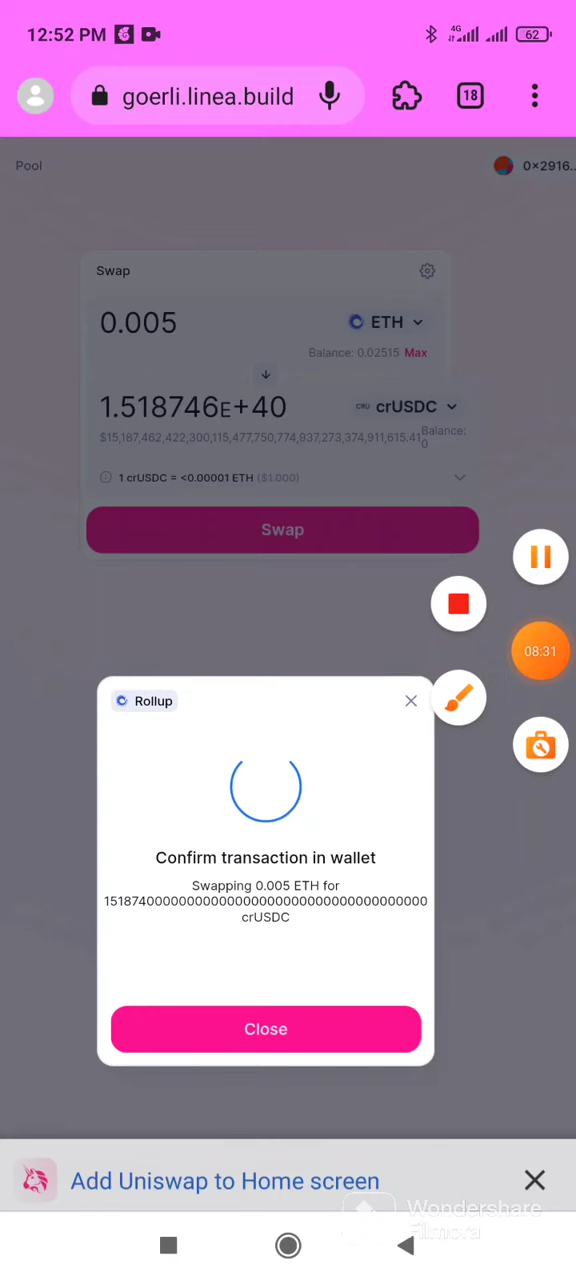 12:52 PM
4G
62
goerli.linea.build
18
Pool
0×2916..
Swap
0.005
ETH
Balance: 0.02515 Max
1.518746E+40
CRU
crUSDC
$15,187,462,422,300,115,477,750,774,937,273,374,911,615.41
Balance:
0
1 crUSDC = <0.00001 ETH ($1.000)
Swap
08:31
Rollup
Confirm transaction in wallet
Swapping 0.005 ETH for
crUSDC
Close
Add Uniswap to Home screen
Wondershare
Filmora